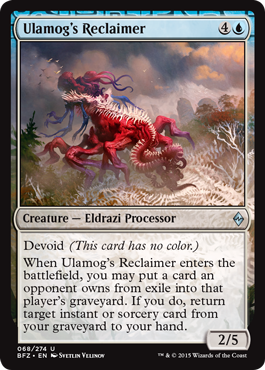 Ulamog's Reclaimer 4
Creature — Eldrazi Processor
Devoid (This card has no color.)
When Ulamog's Reclaimer enters the
battlefield, you may put a card an
opponent owns from exile into that
player's graveyard. If you do, return
target instant or sorcery card from
your graveyard to your hand.
2/5
068/274 U
BFZ • EN Svetlin Velinov
™ & © 2015 Wizards of the Coast